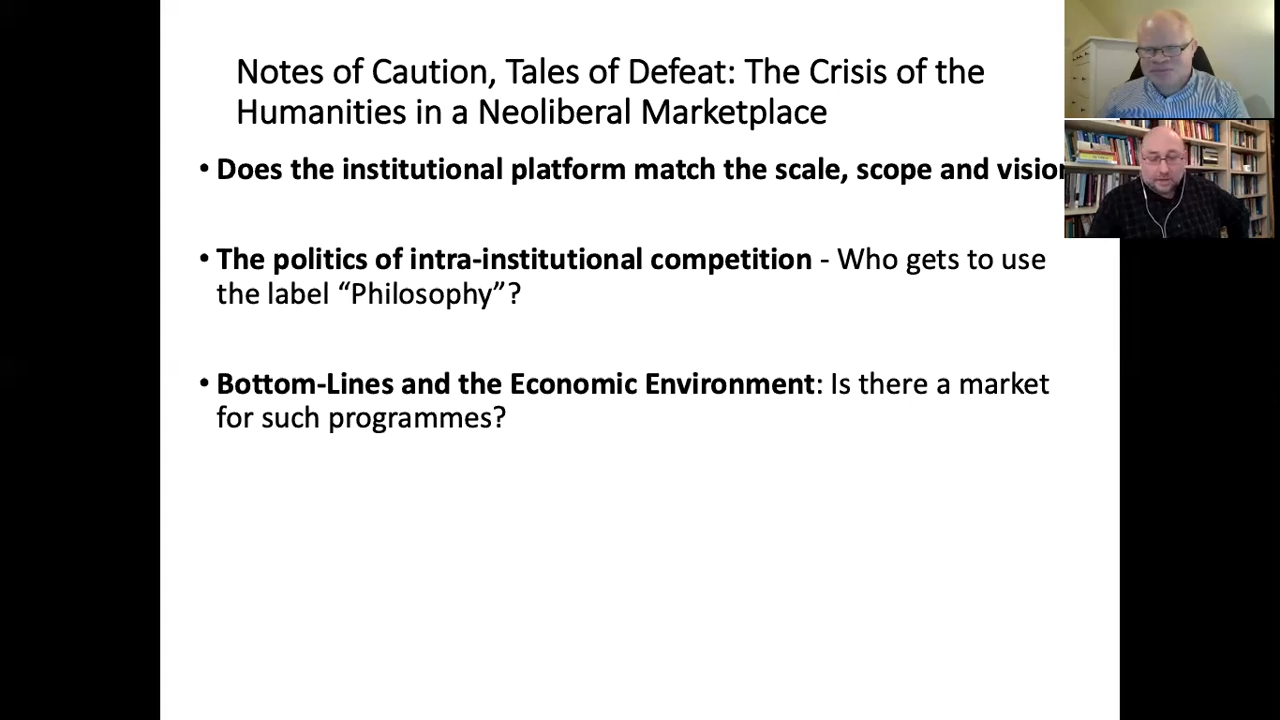 Notes of Caution, Tales of Defeat: The Crisis of the
Humanities in a Neoliberal Marketplace
• Does the institutional platform match the scale, scope and
• The politics of intra-institutional competition - Who gets to use
the label “Philosophy”?
• Bottom-Lines and the Economic Environment: Is there a market
for such programmes?